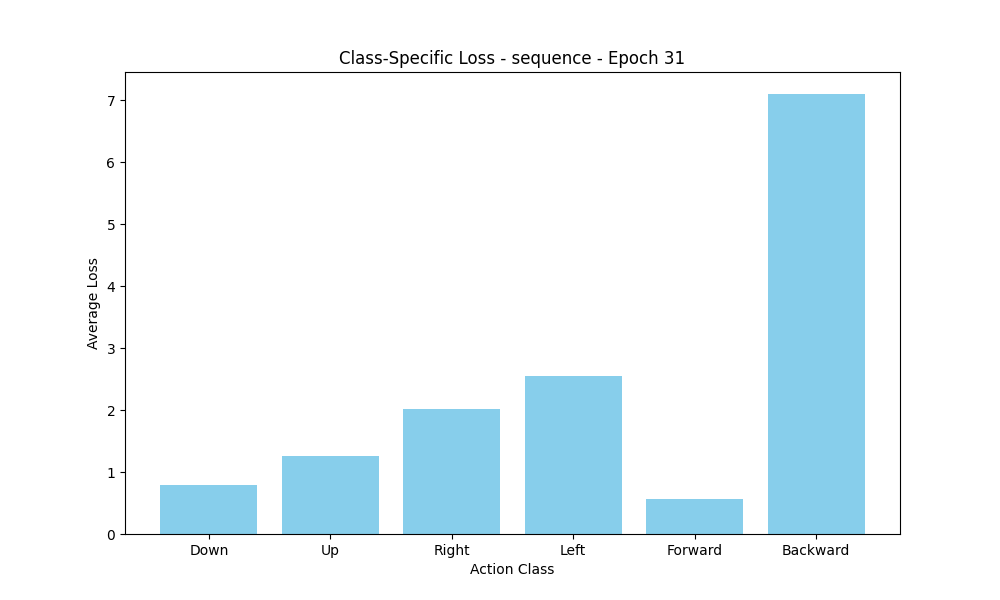 Class-Specific Loss - sequence - Epoch 31
7
6
5
4
3
2
1
0
Average Loss
Down Up Right Left Forward Backward
Action Class